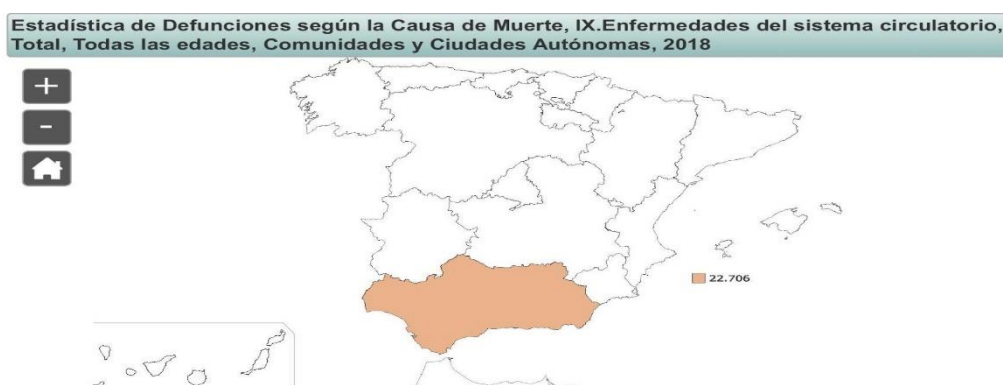 Estadística de Defunciones según la Causa de Muerte, IX.Enfermedades del sistema circulatorio,
Total, Todas las edades, Comunidades y Ciudades Autónomas, 2018
+
-
22.706